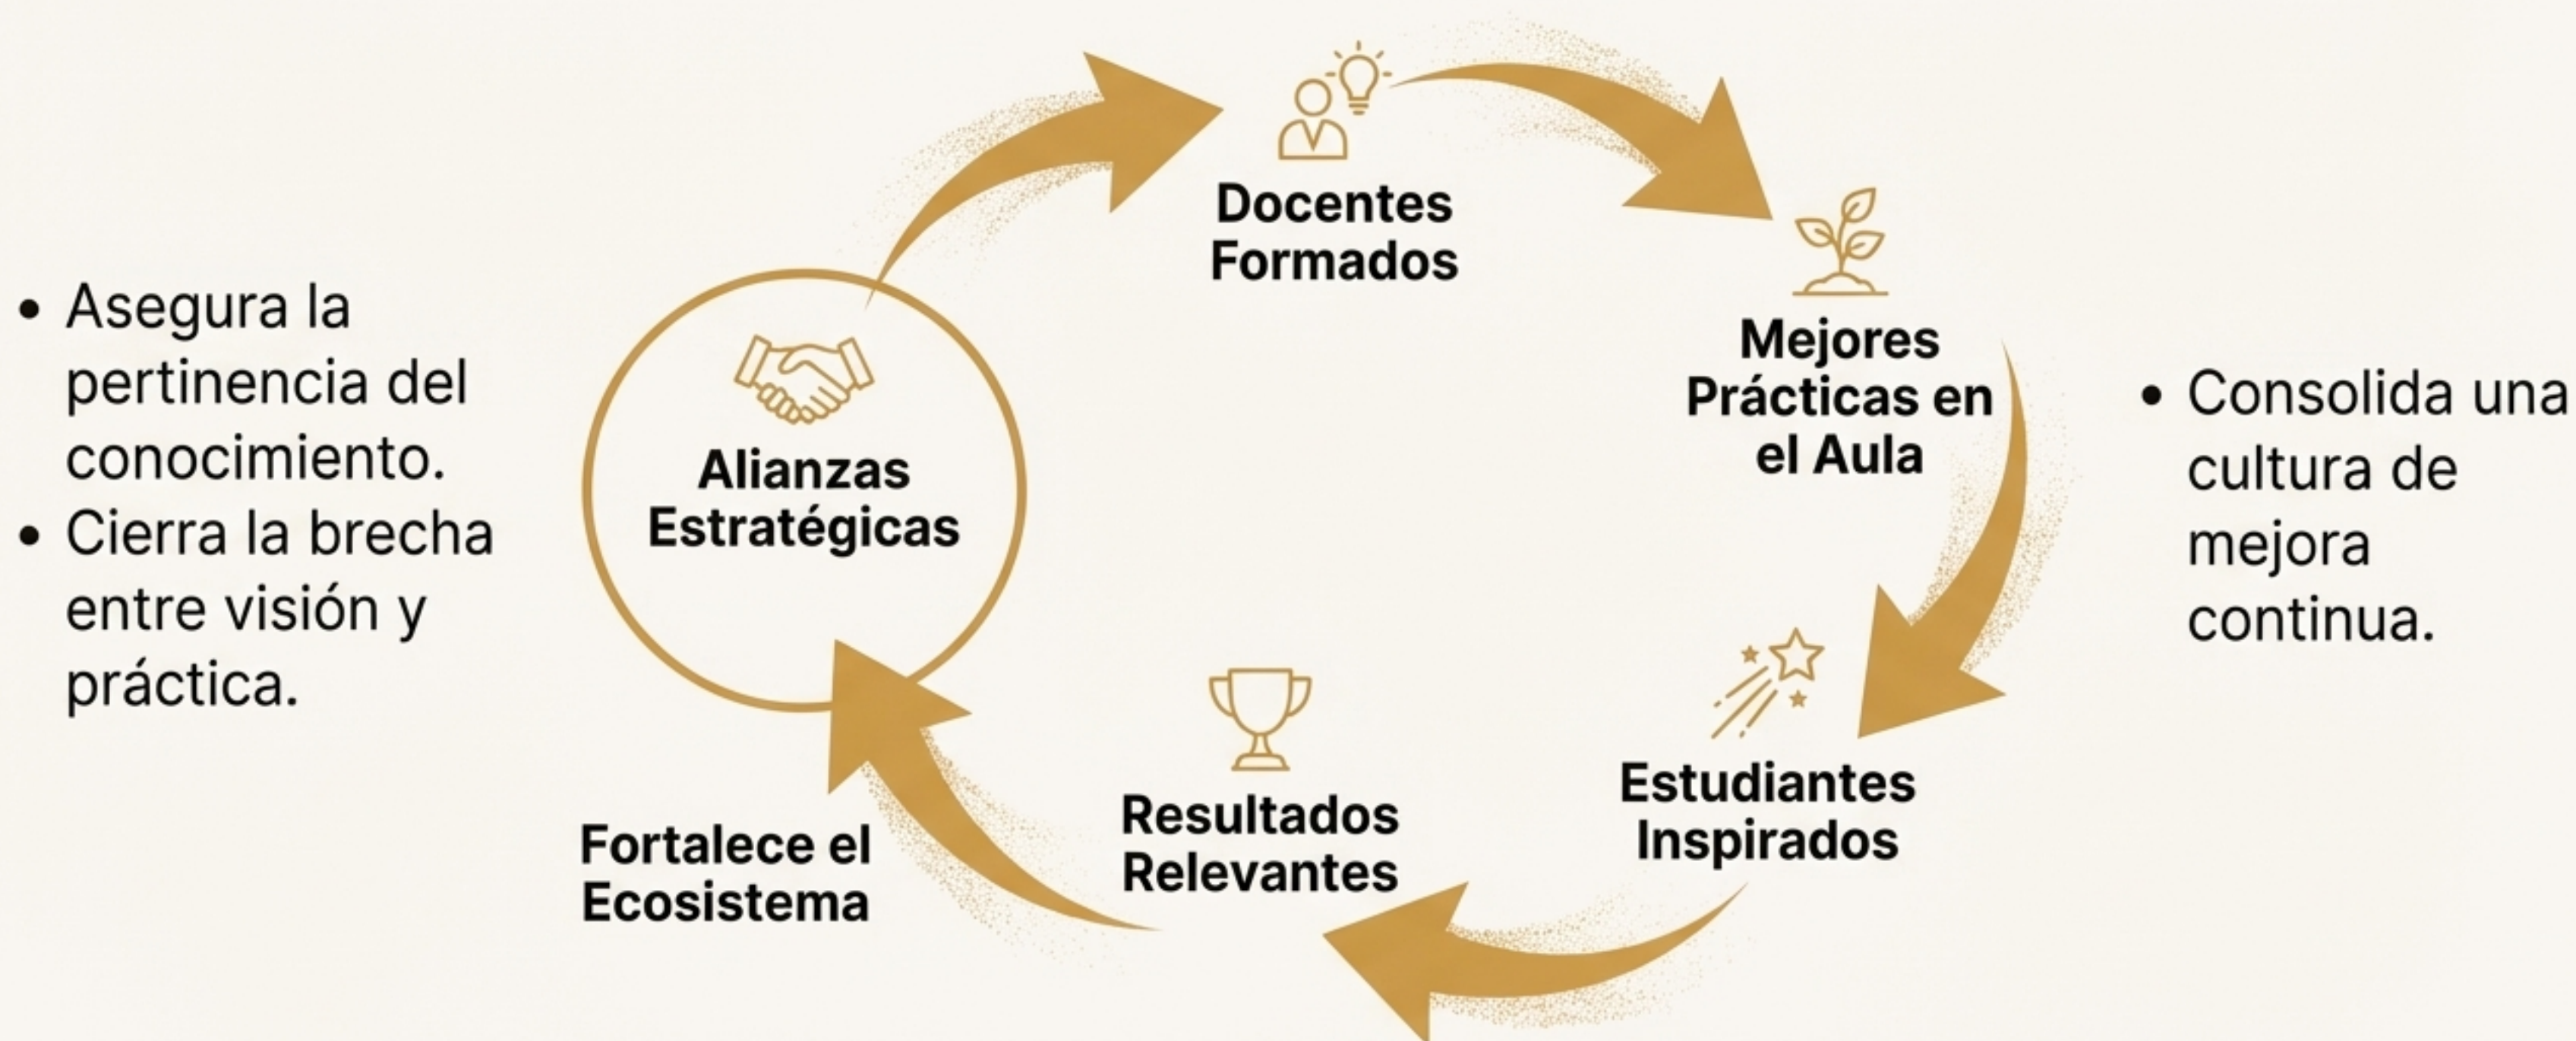 • Asegura la
pertinencia del
conocimiento.
• Cierra la brecha
entre visión y
práctica.
Alianzas
Estratégicas
Docentes
Formados
Mejores
Prácticas en
el Aula
Estudiantes
Inspirados
Resultados
Relevantes
Fortalece el
Ecosistema
• Consolida una
cultura de
mejora
continua.